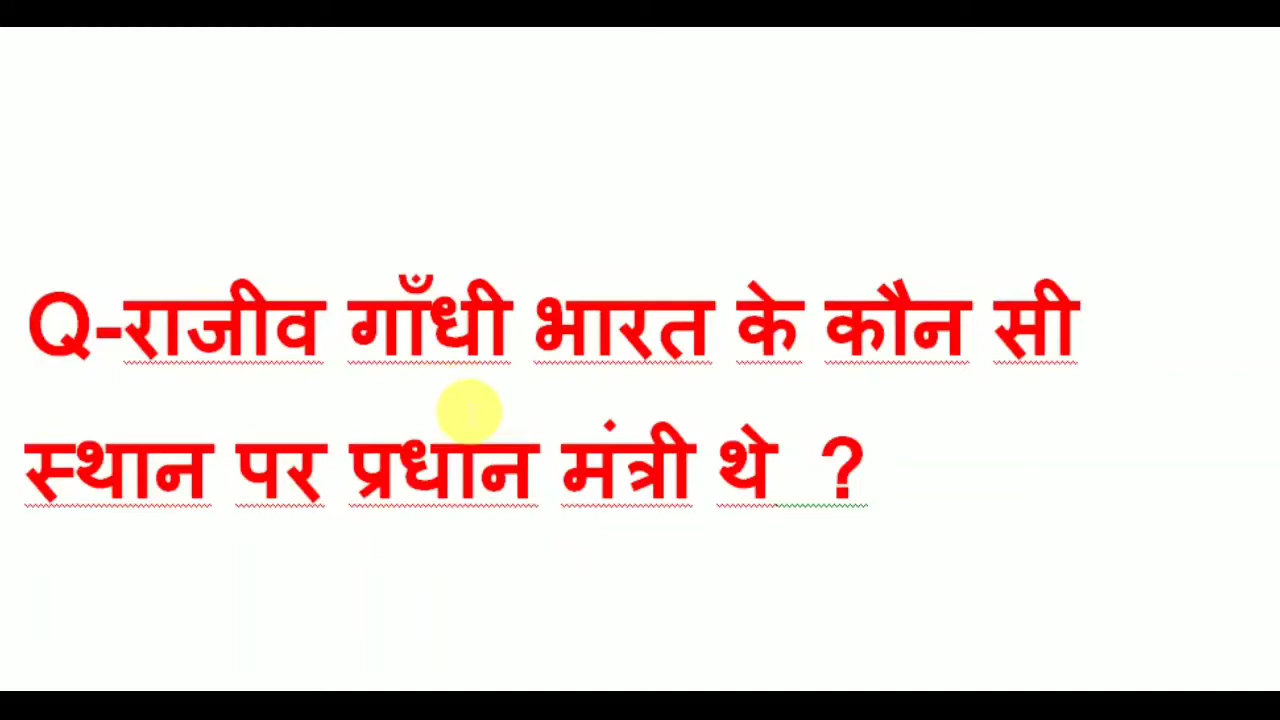 Q-राजीव गाँधी भारत के कौन सी
स्थान पर प्रधान मंत्री थे ?